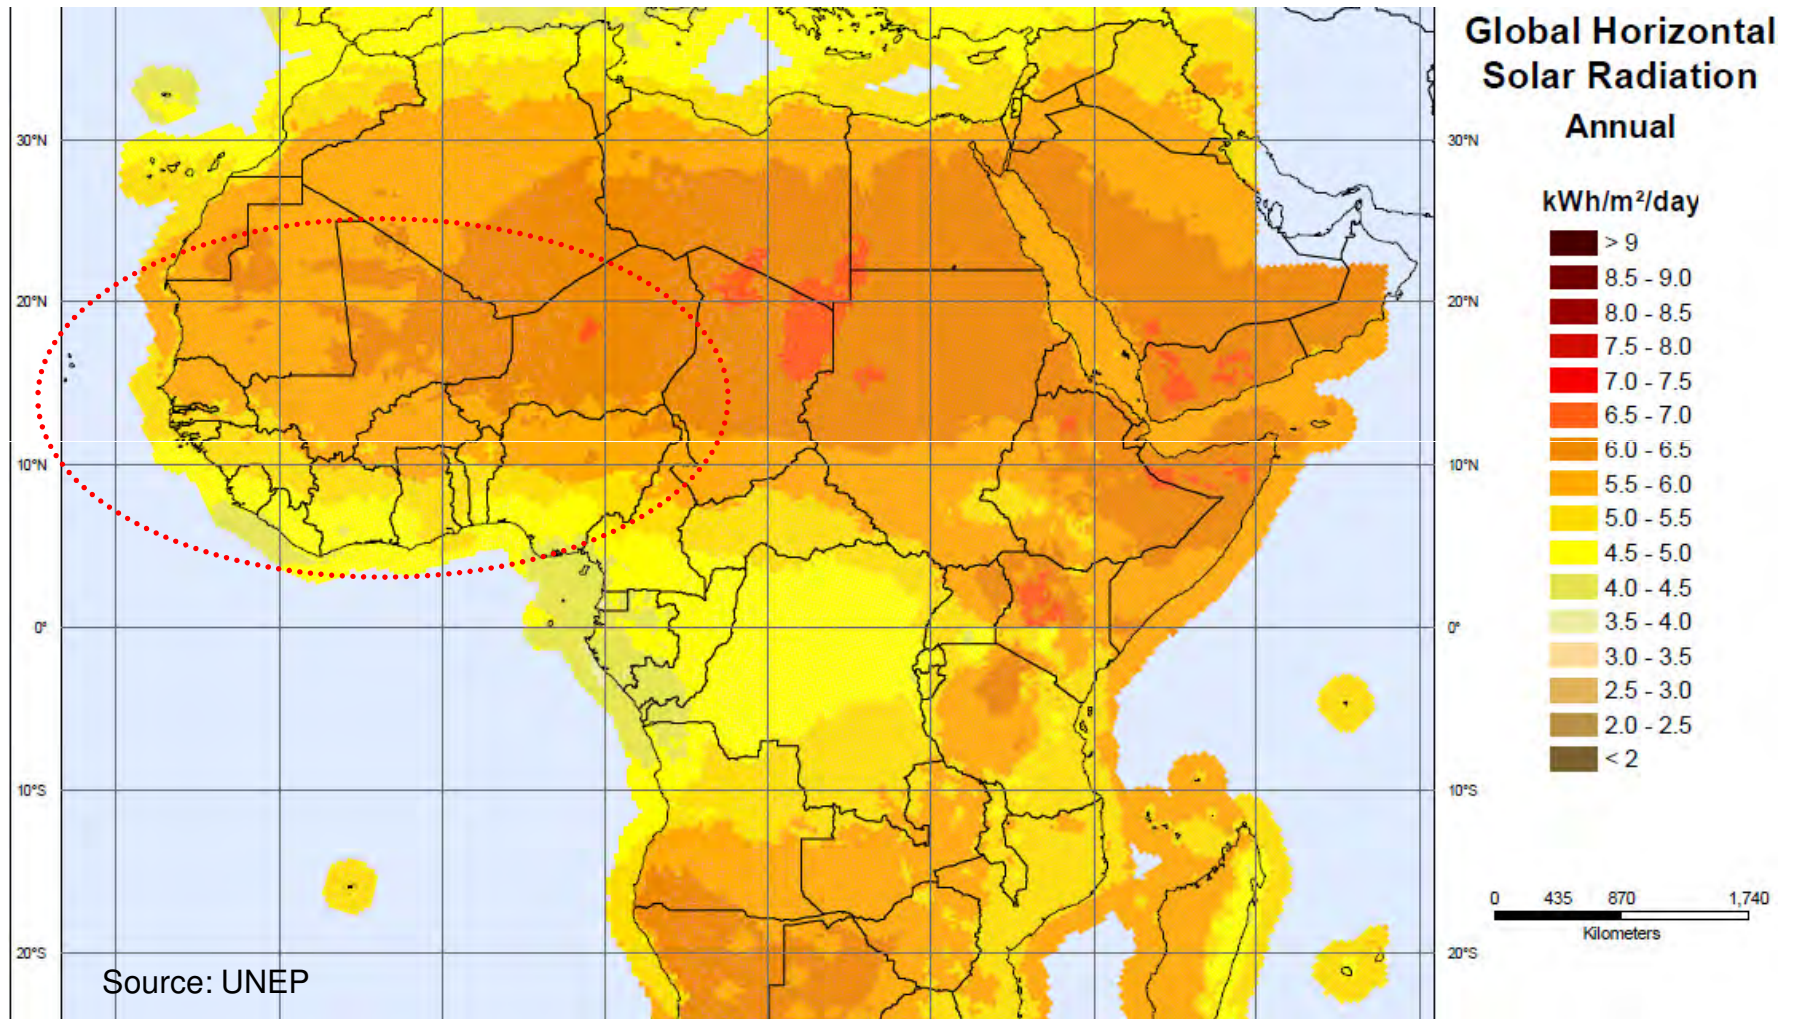 Global Horizontal
Solar Radiation
Annual
kWh/m²/day
> 9
8.5 - 9.0
8.0 - 8.5
7.5 - 8.0
7.0 - 7.5
6.5 - 7.0
6.0 - 6.5
5.5 - 6.0
5.0 - 5.5
4.5 - 5.0
4.0 - 4.5
3.5 - 4.0
3.0 - 3.5
2.5 - 3.0
2.0 - 2.5
< 2
0 435 870 1,740
Kilometers
30°N 30°N
20°N 20°N
10°N 10°N
0° 0°
10°S 10°S
20°S 20°S
Source: UNEP